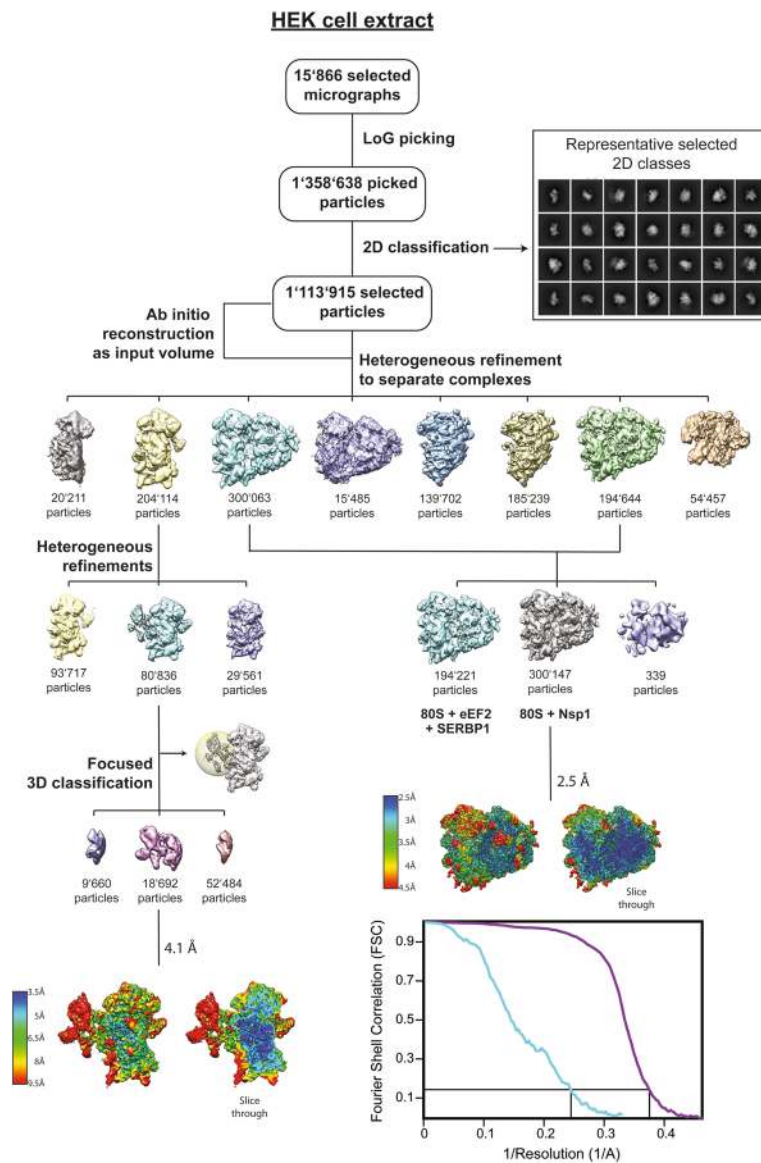 HEK cell extract
15'866 selected
micrographs
LoG picking
1'358'638 picked
particles
Representative selected
2D classes
2D classification
1'113'915 selected
particles
Ab initio
reconstruction
as input volume
Heterogeneous refinement
to separate complexes
20'211
particles
204'114
particles
300'063
particles
15'485
particles
139'702
particles
185'239
particles
194'644
particles
54'457
particles
Heterogeneous
refinements
93'717
particles
80'836
particles
29'561
particles
194'221
particles
300'147
particles
339
particles
80S + eEF2
+ SERBP1
80S + Nsp1
Focused
3D classification
2.5 Å
2.5Å
3Å
3.5Å
4Å
4.5Å
Slice
through
9'660
particles
18'692
particles
52'484
particles
4.1 Å
3.5Å
5Å
6.5Å
8Å
9.5Å
Slice
through
Fourier Shell Correlation (FSC)
0.9
0.7
0.5
0.3
0.1
0
0.1
0.2
0.3
0.4
1/Resolution (1/A)